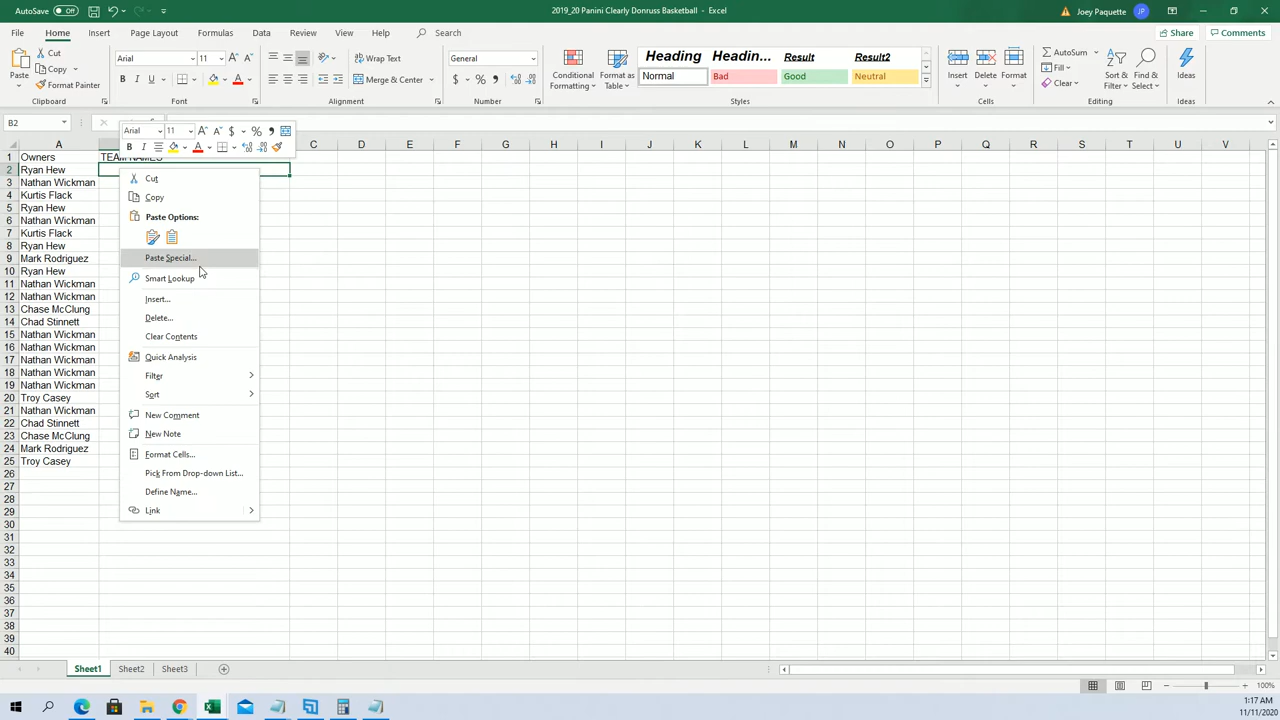 AutoSave Off 2019_20 Panini Clearly Donruss Basketball - Excel Joey Paquette JP
File Home Insert Page Layout Formulas Data Review View Help Search Share Comments
Paste Cut Copy Format Painter Clipboard
Arial 11 B I U Font
Wrap Text Merge & Center Alignment
General $ % Number
Conditional Formatting Format as Table
Heading Headin... Result Result2
Normal Bad Good Neutral
Styles
Insert Delete Format Cells
AutoSum Fill Clear Sort & Filter Find & Select Editing
Ideas Ideas
B2
Arial 11 $ %
B I
A C D E F G H I J K L M N O P Q R S T U V
1 Owners TEAM NAMES
2 Ryan Hew
3 Nathan Wickman
4 Kurtis Flack
5 Ryan Hew
6 Nathan Wickman
7 Kurtis Flack
8 Ryan Hew
9 Mark Rodriguez
10 Ryan Hew
11 Nathan Wickman
12 Nathan Wickman
13 Chase McClung
14 Chad Stinnett
15 Nathan Wickman
16 Nathan Wickman
17 Nathan Wickman
18 Nathan Wickman
19 Nathan Wickman
20 Troy Casey
21 Nathan Wickman
22 Chad Stinnett
23 Chase McClung
24 Mark Rodriguez
25 Troy Casey
26
27
28
29
30
31
32
33
34
35
36
37
38
39
40
Cut
Copy
Paste Options:
Paste Special...
Smart Lookup
Insert...
Delete...
Clear Contents
Quick Analysis
Filter
Sort
New Comment
New Note
Format Cells...
Pick From Drop-down List...
Define Name...
Link
Sheet1 Sheet2 Sheet3
100%
1:17 AM
11/11/2020